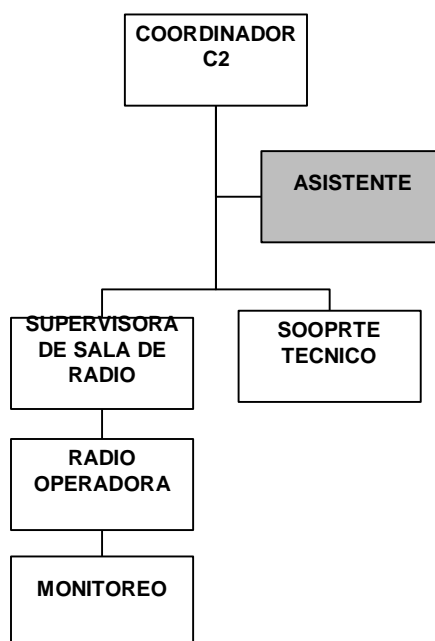 COORDINADOR
C2
ASISTENTE
SUPERVISORA
DE SALA DE
RADIO
SOOPRTE
TECNICO
RADIO
OPERADORA
MONITOREO